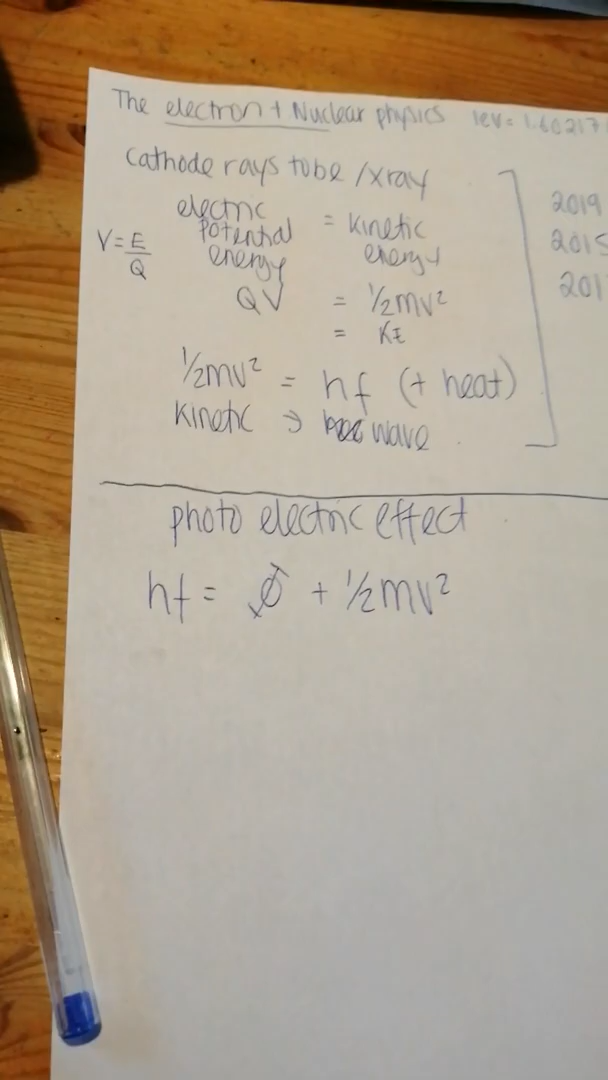 The electron + Nuclear physics 1eV = 1.60217
Cathode rays tube / xray
electric potential energy = kinetic energy
V = E/Q
QV = ½mv²
= KE
½mv² = hf (+ heat)
kinetic → wave
2019
2015
201
photo electric effect
hf = Φ + ½mv²